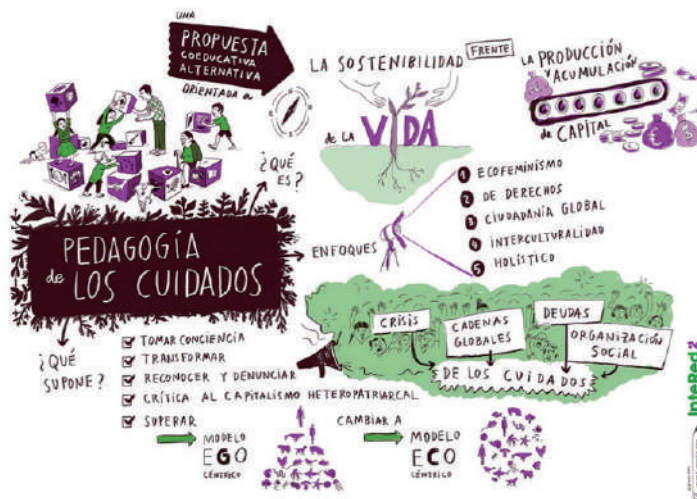 UNA
PROPUESTA
COEDUCATIVA
ALTERNATIVA
ORIENTADA a
LA SOSTENIBILIDAD
de la VIDA
FRENTE
LA PRODUCCIÓN
Y ACUMULACIÓN
de CAPITAL
¿QUÉ
ES?
PEDAGOGÍA
de LOS CUIDADOS
ENFOQUES
1 ECOFEMINISMO
2 DE DERECHOS
3 CIUDADANÍA GLOBAL
4 INTERCULTURALIDAD
5 HOLÍSTICO
CRISIS
CADENAS
GLOBALES
DEUDAS
ORGANIZACIÓN
SOCIAL
DE LOS CUIDADOS
¿QUÉ
SUPONE?
TOMAR CONCIENCIA
TRANSFORMAR
RECONOCER Y DENUNCIAR
CRÍTICA AL CAPITALISMO HETEROPATRIARCAL
SUPERAR
MODELO
EGO
CÉNTRICO
CAMBIAR A
MODELO
ECO
CÉNTRICO
InteRed